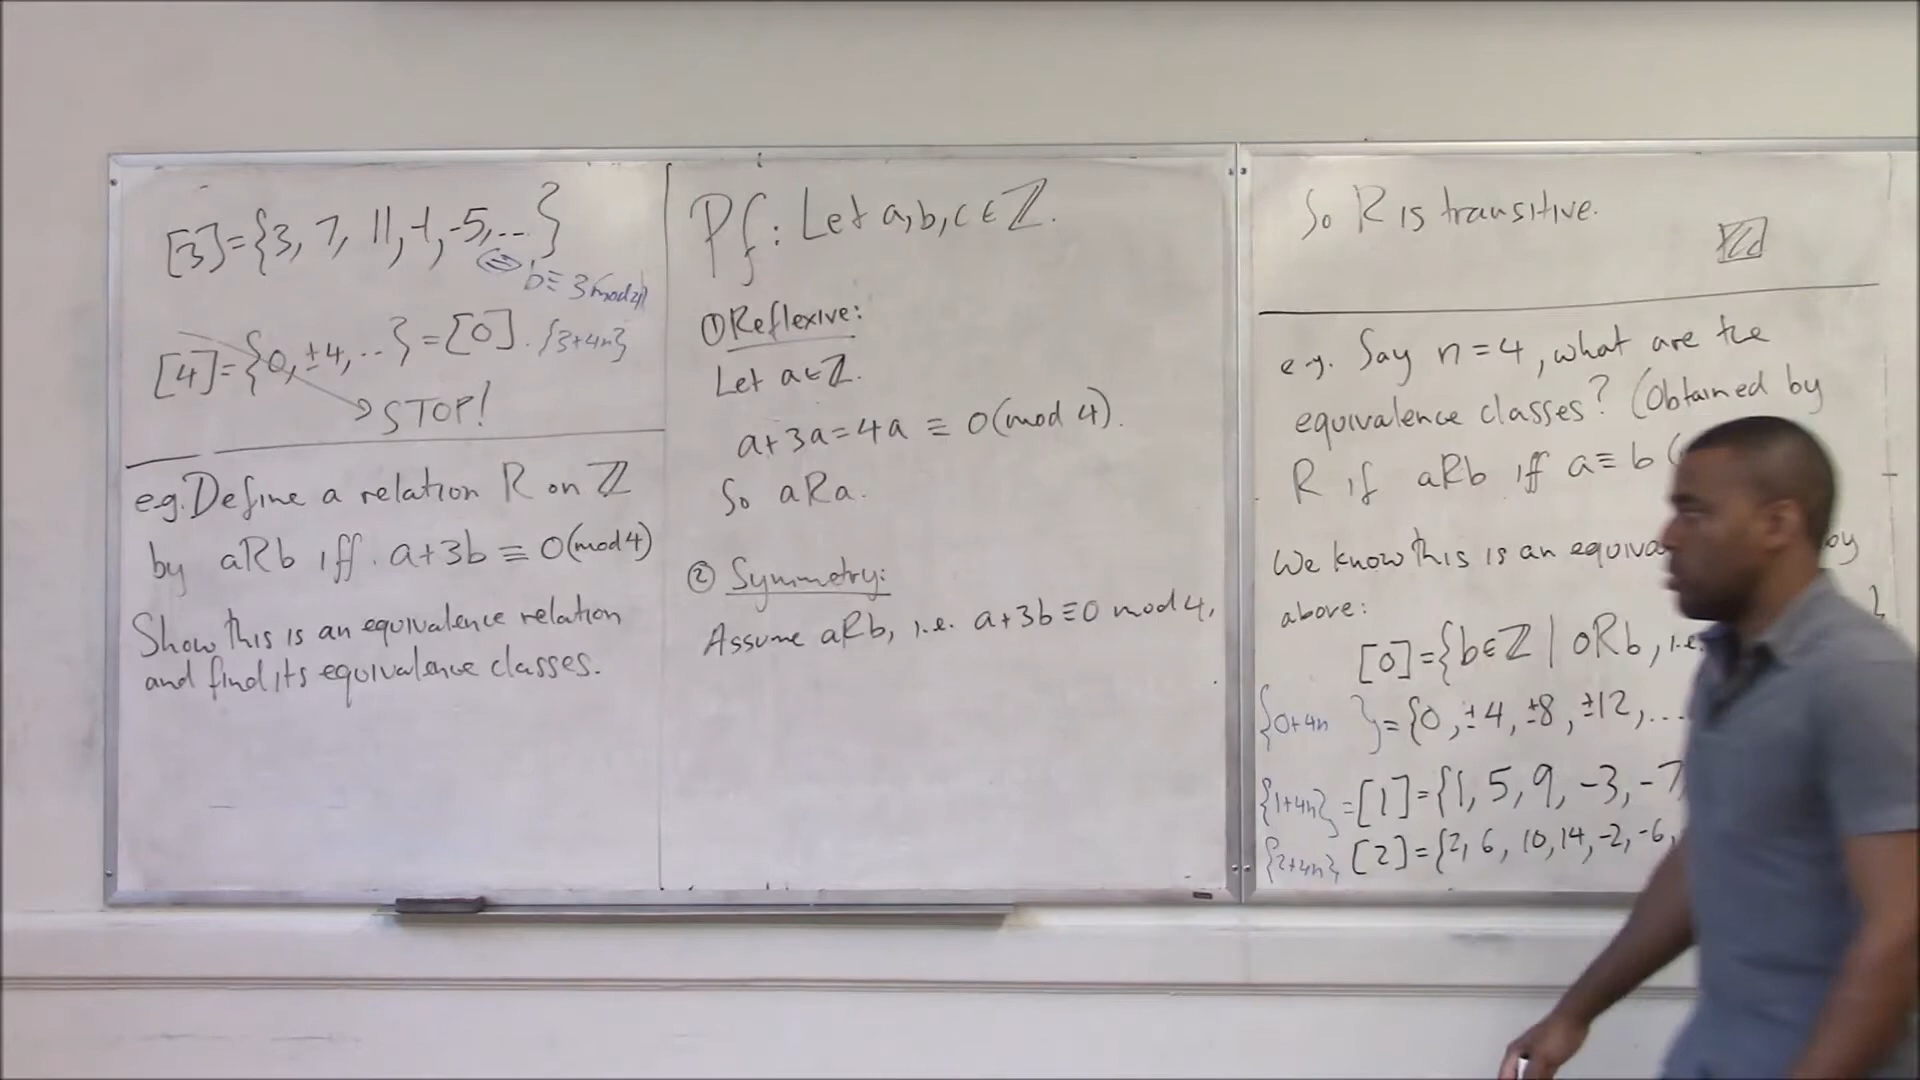 [3]={3, 7, 11, -1, -5, ... }
⇔ b≡ 3(mod4)
[4]={0, ±4, ... } = [0]. {3+4n}
→ STOP!
e.g. Define a relation R on ℤ
by aRb iff. a+3b ≡ 0(mod4)
Show this is an equivalence relation
and find its equivalence classes.
Pf: Let a,b,c ∈ ℤ.
① Reflexive:
Let a∈ℤ.
a+3a=4a ≡ 0(mod 4).
So aRa.
② Symmetry:
Assume aRb, i.e. a+3b ≡0 mod 4,
So R is transitive.
e.g. Say n=4, what are the
equivalence classes? (Obtained by
R if aRb iff a≡ b (
We know this is an by
above:
[0]={b∈ℤ | 0Rb, i.e. }
{0+4n }={0, ±4, ±8, ±12, ...
{1+4n} =[1]={1, 5, 9, -3, -7
{2+4n} [2]={2, 6, 10, 14, -2, -6,